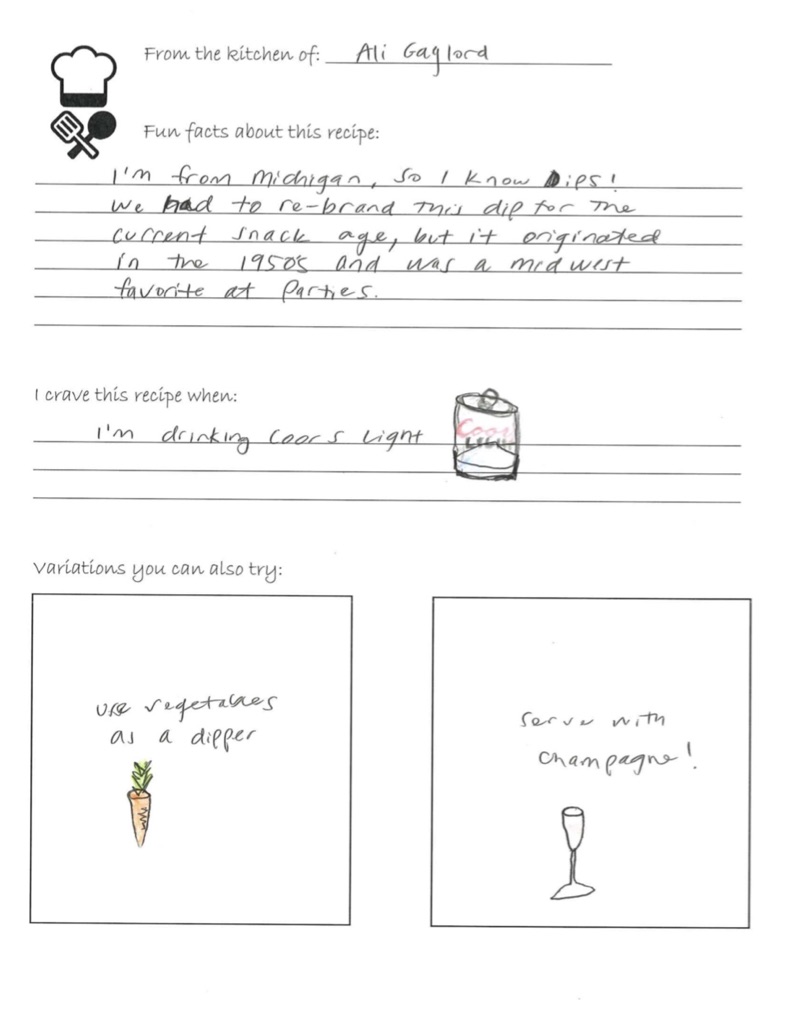 From the kitchen of: Ali Gaylord
Fun facts about this recipe:
I'm from Michigan, so I know Dips!
We had to re-brand this dip for the
current snack age, but it originated
in the 1950s and was a midwest
favorite at parties.
I crave this recipe when:
I'm drinking Coors Light
Coors
LIGHT
Variations you can also try:
use vegetables
as a dipper
serve with
champagne!